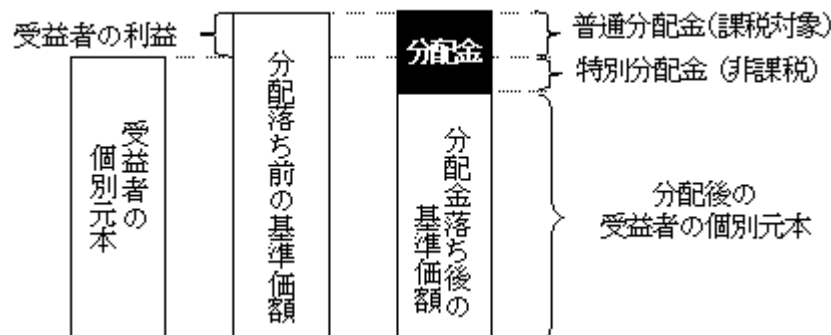 受益者の利益
受益者の
個別元本
分配落ち前の基準価額
分配金
分配金落ち後の
基準価額
普通分配金(課税対象)
特別分配金(非課税)
分配後の
受益者の個別元本